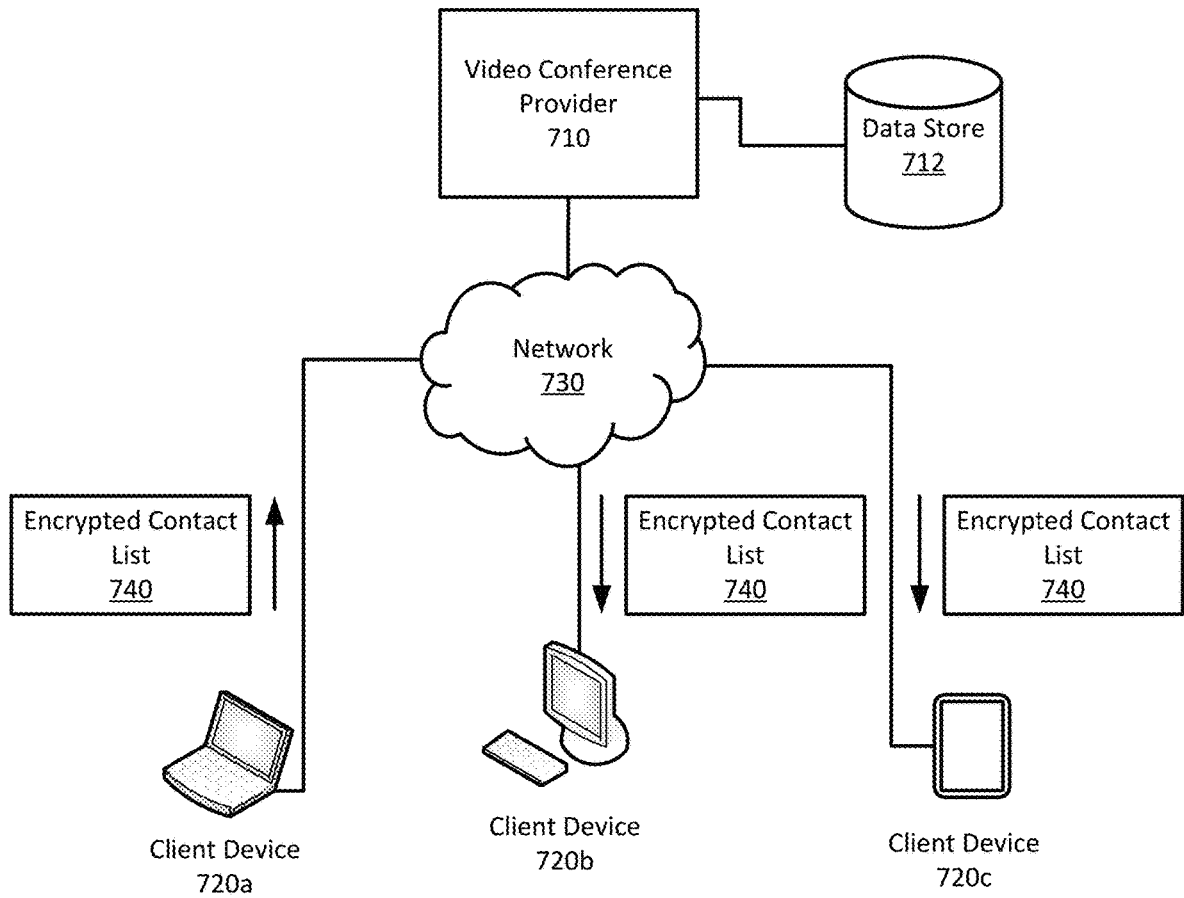 Video Conference
Provider
710
Data Store
712
Network
730
Encrypted Contact
List
740
Encrypted Contact
List
740
Encrypted Contact
List
740
Client Device
720a
Client Device
720b
Client Device
720c